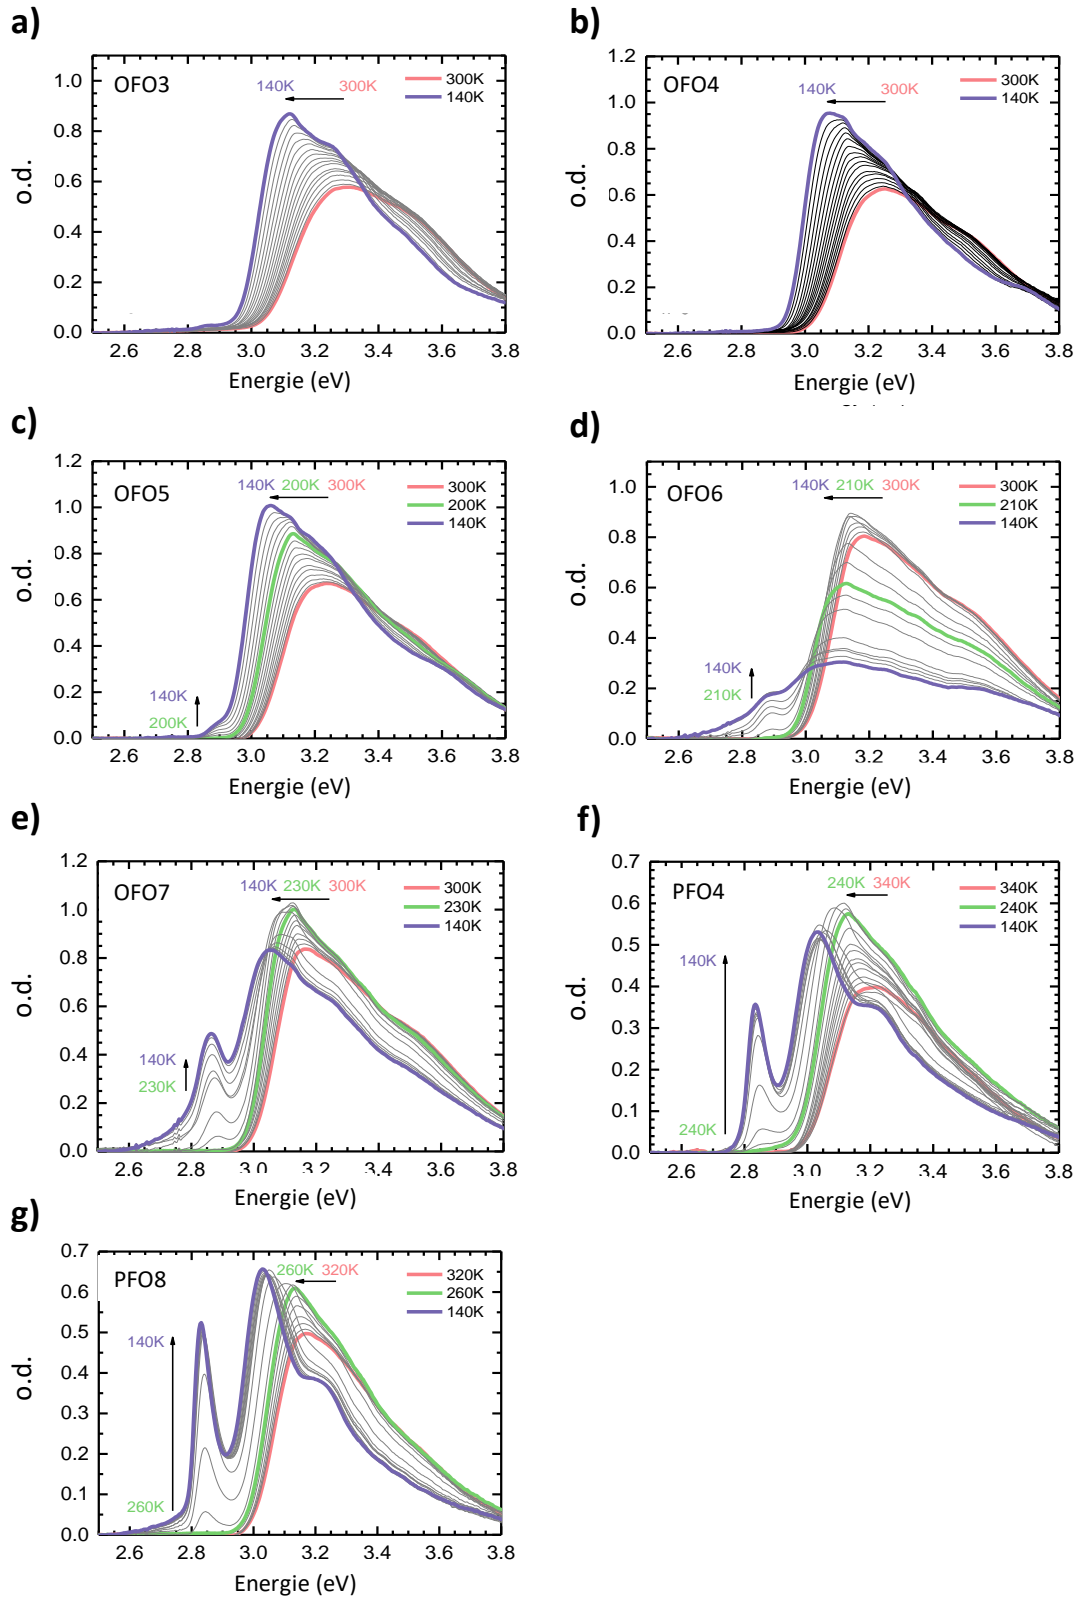 a)
OFO3
140K 300K
300K
140K
o.d.
1.0
0.8
0.6
0.4
0.2
0.0
2.6 2.8 3.0 3.2 3.4 3.6 3.8
Energie (eV)
b)
OFO4
140K 300K
300K
140K
o.d.
1.2
1.0
0.8
0.6
0.4
0.2
0.0
2.6 2.8 3.0 3.2 3.4 3.6 3.8
Energie (eV)
c)
OFO5
140K 200K 300K
300K
200K
140K
140K
200K
o.d.
1.2
1.0
0.8
0.6
0.4
0.2
0.0
2.6 2.8 3.0 3.2 3.4 3.6 3.8
Energie (eV)
d)
OFO6
140K 210K 300K
300K
210K
140K
140K
210K
o.d.
1.0
0.8
0.6
0.4
0.2
0.0
2.6 2.8 3.0 3.2 3.4 3.6 3.8
Energie (eV)
e)
OFO7
140K 230K 300K
300K
230K
140K
140K
230K
o.d.
1.2
1.0
0.8
0.6
0.4
0.2
0.0
2.6 2.8 3.0 3.2 3.4 3.6 3.8
Energie (eV)
f)
PFO4
240K 340K
340K
240K
140K
140K
240K
o.d.
0.7
0.6
0.5
0.4
0.3
0.2
0.1
0.0
2.6 2.8 3.0 3.2 3.4 3.6 3.8
Energie (eV)
g)
PFO8
260K 320K
320K
260K
140K
140K
260K
o.d.
0.7
0.6
0.5
0.4
0.3
0.2
0.1
0.0
2.6 2.8 3.0 3.2 3.4 3.6 3.8
Energie (eV)